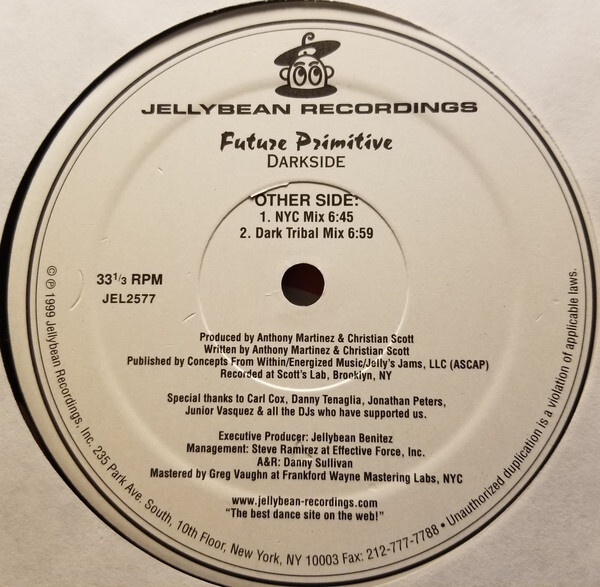 JELLYBEAN RECORDINGS
Future Primitive
DARKSIDE
OTHER SIDE:
1. NYC Mix 6:45
2. Dark Tribal Mix 6:59
33 1/3 RPM
JEL2577
Produced by Anthony Martinez & Christian Scott
Written by Anthony Martinez & Christian Scott
Published by Concepts From Within/Energized Music/Jelly's Jams, LLC (ASCAP)
Recorded at Scott's Lab, Brooklyn, NY
Special thanks to Carl Cox, Danny Tenaglia, Jonathan Peters,
Junior Vasquez & all the DJs who have supported us.
Executive Producer: Jellybean Benitez
Management: Steve Ramirez at Effective Force, Inc.
A&R: Danny Sullivan
Mastered by Greg Vaughn at Frankford Wayne Mastering Labs, NYC
www.jellybean-recordings.com
"The best dance site on the web!"
© ℗ 1999 Jellybean Recordings, Inc. 235 Park Ave. South, 10th Floor, New York, NY 10003 Fax: 212-777-7788 • Unauthorized duplication is a violation of applicable laws.